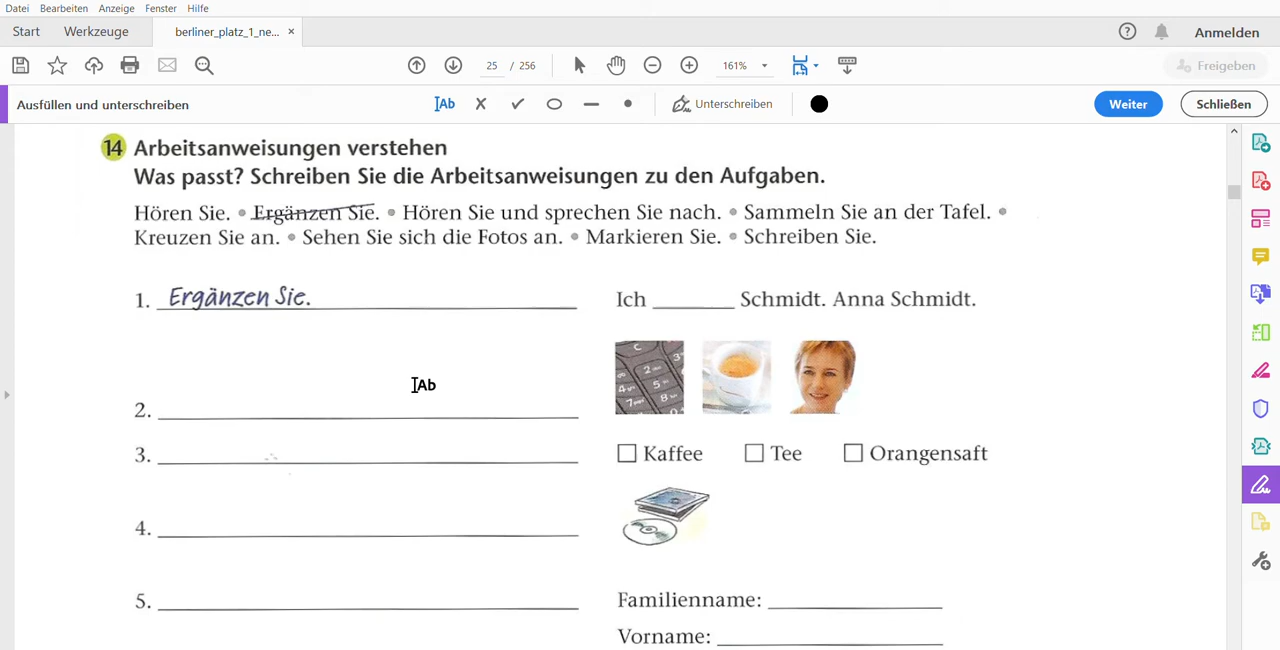 Datei Bearbeiten Anzeige Fenster Hilfe
Start Werkzeuge berliner_platz_1_ne... × Anmelden
25 / 256 161% Freigeben
Ausfüllen und unterschreiben IAb Unterschreiben Weiter Schließen
14 Arbeitsanweisungen verstehen
Was passt? Schreiben Sie die Arbeitsanweisungen zu den Aufgaben.
Hören Sie. • Ergänzen Sie. • Hören Sie und sprechen Sie nach. • Sammeln Sie an der Tafel. •
Kreuzen Sie an. • Sehen Sie sich die Fotos an. • Markieren Sie. • Schreiben Sie.
1. Ergänzen Sie. Ich ________ Schmidt. Anna Schmidt.
IAb
2.
3. Kaffee Tee Orangensaft
4.
5. Familienname: ________
Vorname: ________